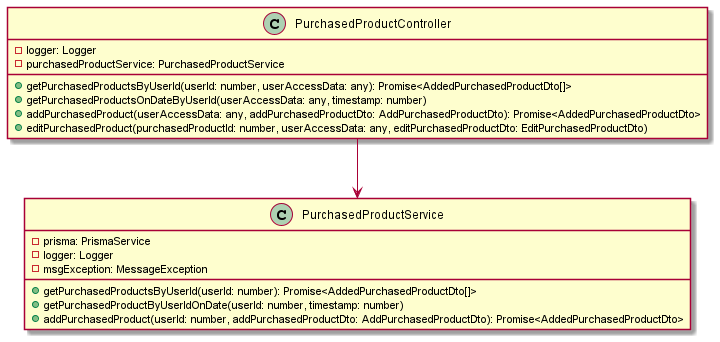 C PurchasedProductController
logger: Logger
purchasedProductService: PurchasedProductService
getPurchasedProductsByUserId(userId: number, userAccessData: any): Promise<AddedPurchasedProductDto[]>
getPurchasedProductsOnDateByUserId(userAccessData: any, timestamp: number)
addPurchasedProduct(userAccessData: any, addPurchasedProductDto: AddPurchasedProductDto): Promise<AddedPurchasedProductDto>
editPurchasedProduct(purchasedProductId: number, userAccessData: any, editPurchasedProductDto: EditPurchasedProductDto)
C PurchasedProductService
prisma: PrismaService
logger: Logger
msgException: MessageException
getPurchasedProductsByUserId(userId: number): Promise<AddedPurchasedProductDto[]>
getPurchasedProductByUserIdOnDate(userId: number, timestamp: number)
addPurchasedProduct(userId: number, addPurchasedProductDto: AddPurchasedProductDto): Promise<AddedPurchasedProductDto>